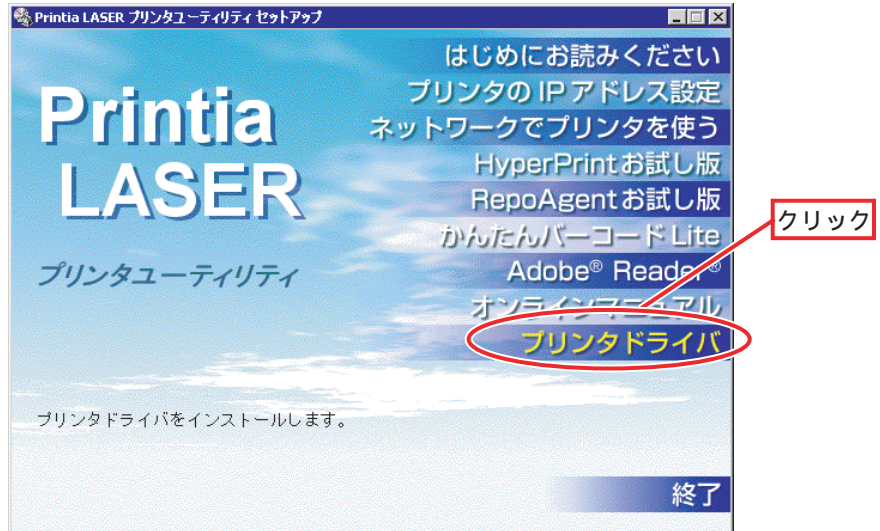 Printia LASER プリンタユーティリティ セットアップ
はじめにお読みください
プリンタの IP アドレス設定
ネットワークでプリンタを使う
HyperPrintお試し版
RepoAgentお試し版
かんたんバーコード Lite
Adobe® Reader®
オンラインマニュアル
プリンタドライバ
クリック
Printia
LASER
プリンタユーティリティ
プリンタドライバをインストールします。
終了